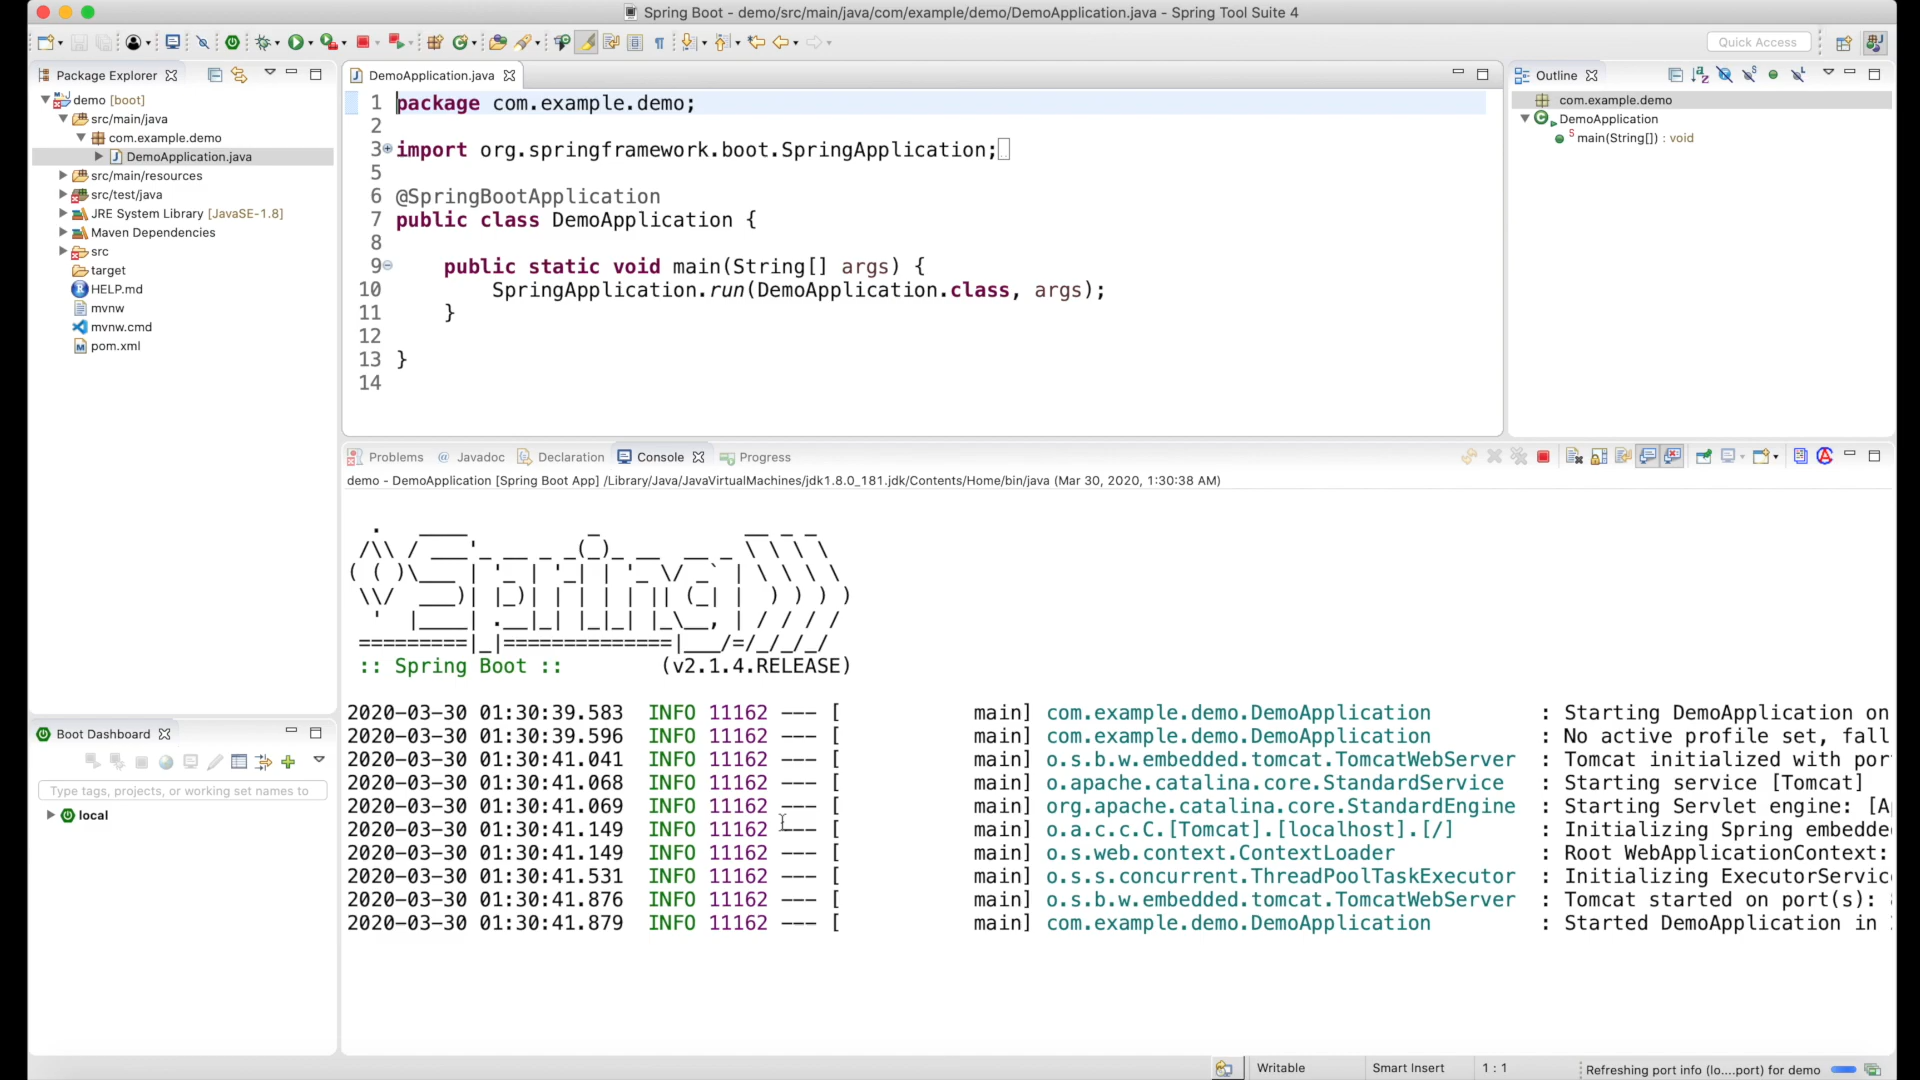 Spring Boot - demo/src/main/java/com/example/demo/DemoApplication.java - Spring Tool Suite 4
Quick Access
Package Explorer
demo [boot]
src/main/java
com.example.demo
DemoApplication.java
src/main/resources
src/test/java
JRE System Library [JavaSE-1.8]
Maven Dependencies
src
target
HELP.md
mvnw
mvnw.cmd
pom.xml
DemoApplication.java
1 package com.example.demo;
2
3 import org.springframework.boot.SpringApplication;
5
6 @SpringBootApplication
7 public class DemoApplication {
8
9 public static void main(String[] args) {
10 SpringApplication.run(DemoApplication.class, args);
11 }
12
13 }
14
Outline
com.example.demo
DemoApplication
main(String[]) : void
Problems @ Javadoc Declaration Console Progress
demo - DemoApplication [Spring Boot App] /Library/Java/JavaVirtualMachines/jdk1.8.0_181.jdk/Contents/Home/bin/java (Mar 30, 2020, 1:30:38 AM)
Spring
:: Spring Boot :: (v2.1.4.RELEASE)
2020-03-30 01:30:39.583 INFO 11162 --- [ main] com.example.demo.DemoApplication : Starting DemoApplication on
2020-03-30 01:30:39.596 INFO 11162 --- [ main] com.example.demo.DemoApplication : No active profile set, fall
2020-03-30 01:30:41.041 INFO 11162 --- [ main] o.s.b.w.embedded.tomcat.TomcatWebServer : Tomcat initialized with por
2020-03-30 01:30:41.068 INFO 11162 --- [ main] o.apache.catalina.core.StandardService : Starting service [Tomcat]
2020-03-30 01:30:41.069 INFO 11162 --- [ main] org.apache.catalina.core.StandardEngine : Starting Servlet engine: [A
2020-03-30 01:30:41.149 INFO 11162 --- [ main] o.a.c.c.C.[Tomcat].[localhost].[/] : Initializing Spring embedde
2020-03-30 01:30:41.149 INFO 11162 --- [ main] o.s.web.context.ContextLoader : Root WebApplicationContext:
2020-03-30 01:30:41.531 INFO 11162 --- [ main] o.s.s.concurrent.ThreadPoolTaskExecutor : Initializing ExecutorServic
2020-03-30 01:30:41.876 INFO 11162 --- [ main] o.s.b.w.embedded.tomcat.TomcatWebServer : Tomcat started on port(s):
2020-03-30 01:30:41.879 INFO 11162 --- [ main] com.example.demo.DemoApplication : Started DemoApplication in
Boot Dashboard
Type tags, projects, or working set names to
local
Writable
Smart Insert
1 : 1
Refreshing port info (lo....port) for demo